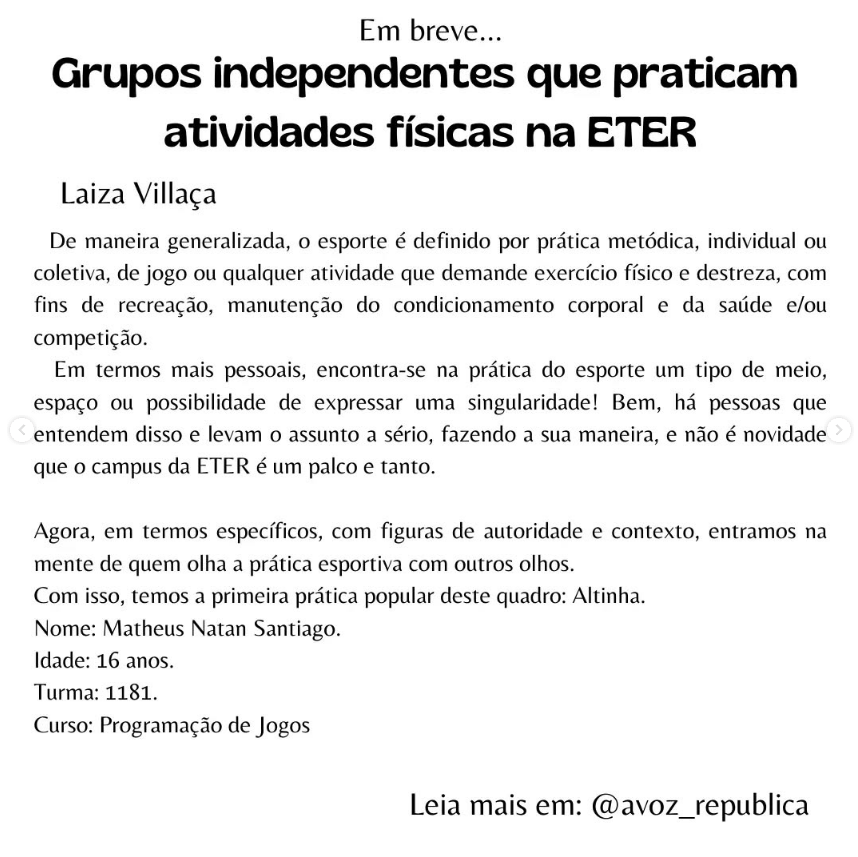 Em breve...
Grupos independentes que praticam
atividades físicas na ETER
Laiza Villaça
De maneira generalizada, o esporte é definido por prática metódica, individual ou
coletiva, de jogo ou qualquer atividade que demande exercício físico e destreza, com
fins de recreação, manutenção do condicionamento corporal e da saúde e/ou
competição.
Em termos mais pessoais, encontra-se na prática do esporte um tipo de meio,
espaço ou possibilidade de expressar uma singularidade! Bem, há pessoas que
entendem disso e levam o assunto a sério, fazendo a sua maneira, e não é novidade
que o campus da ETER é um palco e tanto.
Agora, em termos específicos, com figuras de autoridade e contexto, entramos na
mente de quem olha a prática esportiva com outros olhos.
Com isso, temos a primeira prática popular deste quadro: Altinha.
Nome: Matheus Natan Santiago.
Idade: 16 anos.
Turma: 1181.
Curso: Programação de Jogos
Leia mais em: @avoz_republica